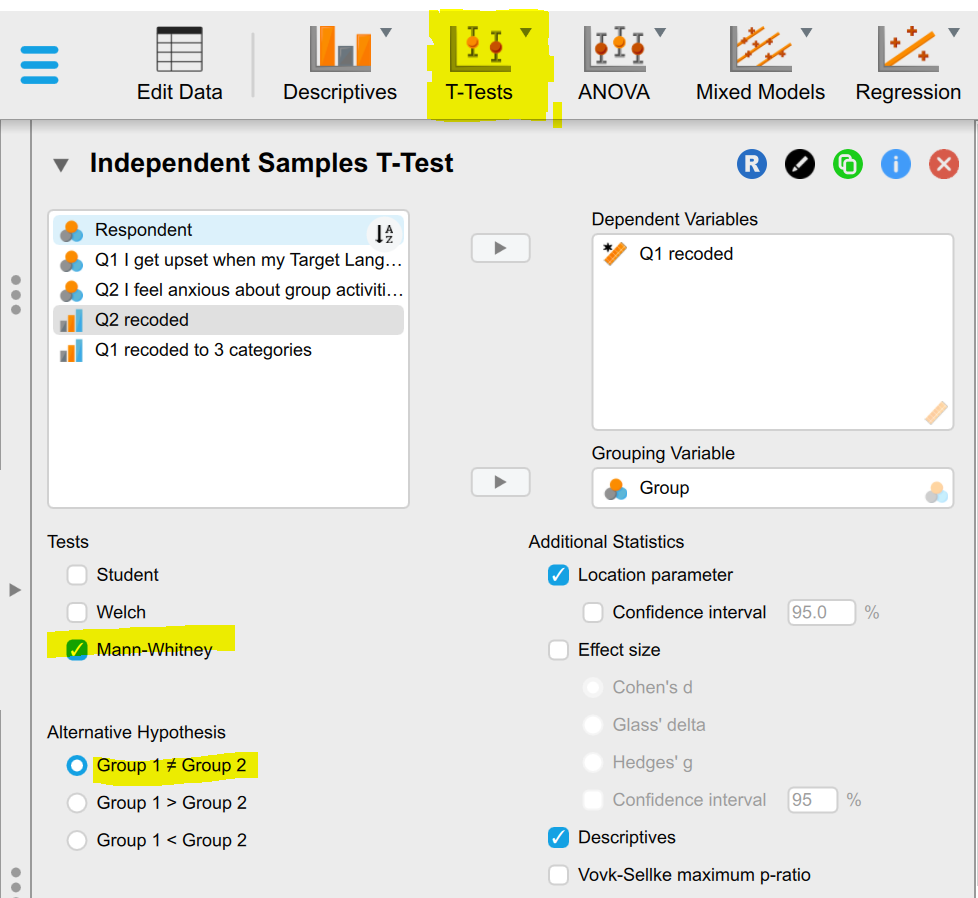 Edit Data
Descriptives
T-Tests
ANOVA
Mixed Models
Regression
Independent Samples T-Test
R
i
Respondent
A
Z
Q1 I get upset when my Target Lang...
Q2 I feel anxious about group activiti...
Q2 recoded
Q1 recoded to 3 categories
Dependent Variables
Q1 recoded
Grouping Variable
Group
Tests
Student
Welch
Mann-Whitney
Alternative Hypothesis
Group 1 ≠ Group 2
Group 1 > Group 2
Group 1 < Group 2
Additional Statistics
Location parameter
Confidence interval 95.0 %
Effect size
Cohen's d
Glass' delta
Hedges' g
Confidence interval 95 %
Descriptives
Vovk-Sellke maximum p-ratio